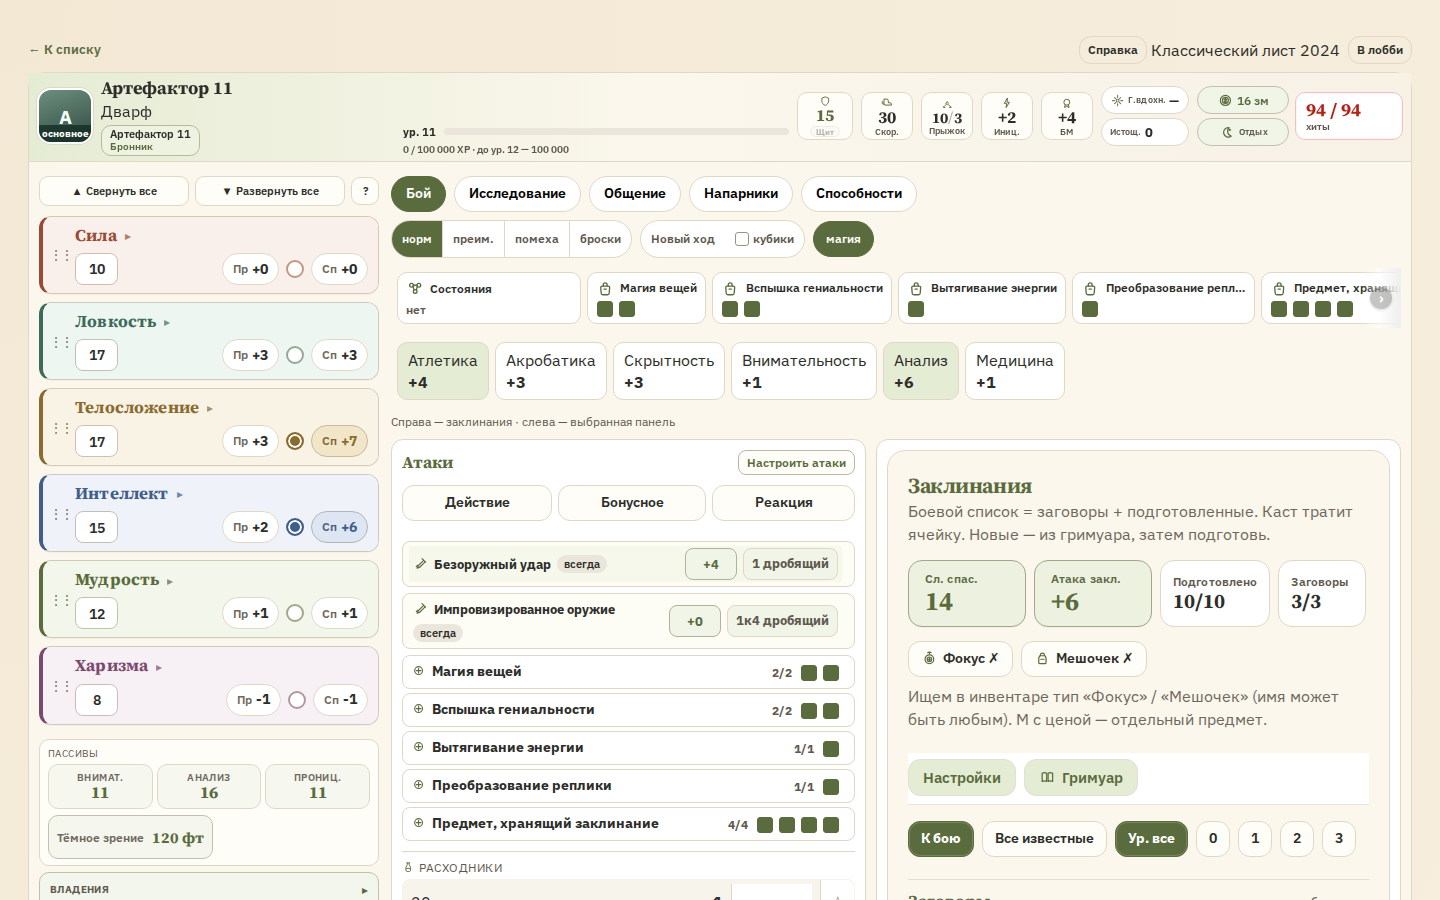 ← К списку
Справка
Классический лист 2024
В лобби
А
основное
Артефактор 11
Дварф
Артефактор 11
Бронник
ур. 11
0 / 100 000 XP · до ур. 12 — 100 000
15
Щит
30
Скор.
10/3
Прыжок
+2
Иниц.
+4
БМ
Г.вдохн. —
Истощ. 0
16 зм
Отдых
94 / 94
хиты
▲ Свернуть все
▼ Развернуть все
?
Сила ▸
10
Пр +0
Сп +0
Ловкость ▸
17
Пр +3
Сп +3
Телосложение ▸
17
Пр +3
Сп +7
Интеллект ▸
15
Пр +2
Сп +6
Мудрость ▸
12
Пр +1
Сп +1
Харизма ▸
8
Пр -1
Сп -1
ПАССИВЫ
ВНИМАТ.
11
АНАЛИЗ
16
ПРОНИЦ.
11
Тёмное зрение 120 фт
ВЛАДЕНИЯ ▸
Бой
Исследование
Общение
Напарники
Способности
норм
преим.
помеха
броски
Новый ход
кубики
магия
Состояния
нет
Магия вещей
Вспышка гениальности
Вытягивание энергии
Преобразование репл...
Предмет, хранящ
›
Атлетика
+4
Акробатика
+3
Скрытность
+3
Внимательность
+1
Анализ
+6
Медицина
+1
Справа — заклинания · слева — выбранная панель
Атаки
Настроить атаки
Действие
Бонусное
Реакция
Безоружный удар всегда
+4
1 дробящий
Импровизированное оружие
всегда
+0
1к4 дробящий
Магия вещей 2/2
Вспышка гениальности 2/2
Вытягивание энергии 1/1
Преобразование реплики 1/1
Предмет, хранящий заклинание 4/4
РАСХОДНИКИ
Заклинания
Боевой список = заговоры + подготовленные. Каст тратит
ячейку. Новые — из гримуара, затем подготовь.
Сл. спас.
14
Атака закл.
+6
Подготовлено
10/10
Заговоры
3/3
Фокус ✗
Мешочек ✗
Ищем в инвентаре тип «Фокус» / «Мешочек» (имя может
быть любым). М с ценой — отдельный предмет.
Настройки
Гримуар
К бою
Все известные
Ур. все
0
1
2
3